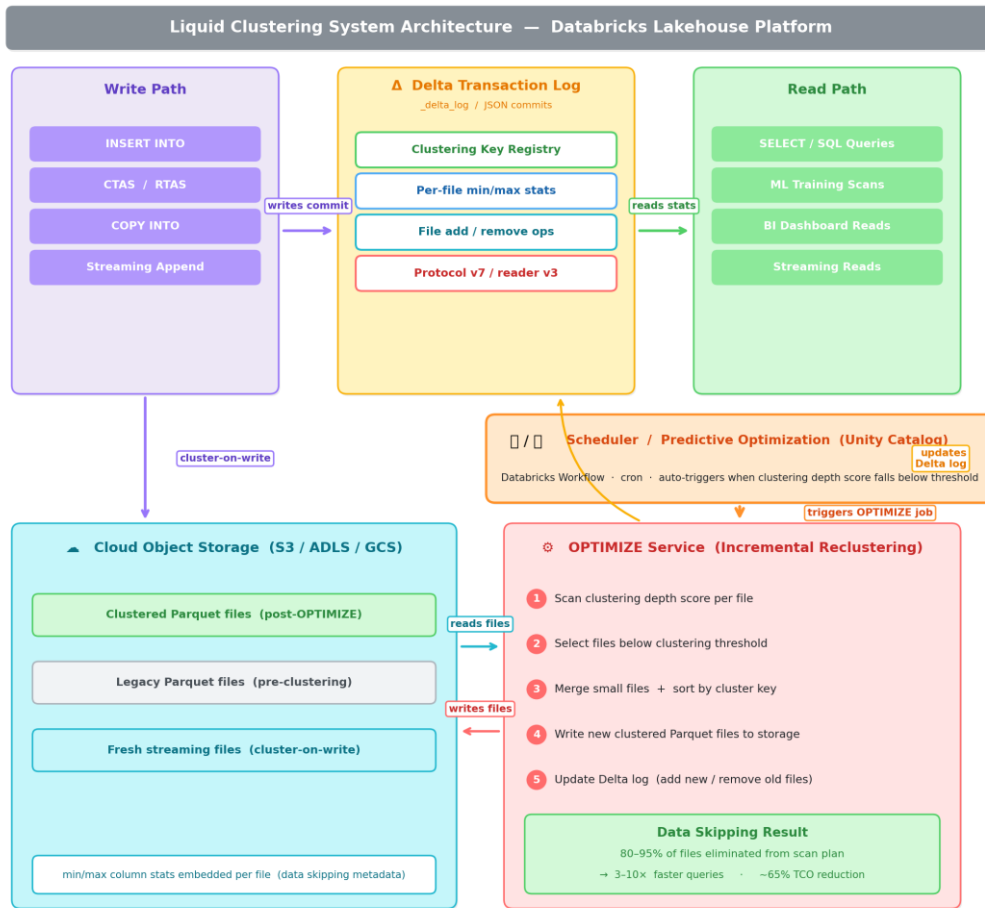 Liquid Clustering System Architecture — Databricks Lakehouse Platform
Write Path
INSERT INTO
CTAS / RTAS
COPY INTO
Streaming Append
writes commit
Δ Delta Transaction Log
_delta_log / JSON commits
Clustering Key Registry
Per-file min/max stats
File add / remove ops
Protocol v7 / reader v3
reads stats
Read Path
SELECT / SQL Queries
ML Training Scans
BI Dashboard Reads
Streaming Reads
cluster-on-write
/ Scheduler / Predictive Optimization (Unity Catalog)
Databricks Workflow · cron · auto-triggers when clustering depth score falls below threshold
updates
Delta log
triggers OPTIMIZE job
☁ Cloud Object Storage (S3 / ADLS / GCS)
Clustered Parquet files (post-OPTIMIZE)
Legacy Parquet files (pre-clustering)
Fresh streaming files (cluster-on-write)
min/max column stats embedded per file (data skipping metadata)
reads files
writes files
⚙ OPTIMIZE Service (Incremental Reclustering)
1 Scan clustering depth score per file
2 Select files below clustering threshold
3 Merge small files + sort by cluster key
4 Write new clustered Parquet files to storage
5 Update Delta log (add new / remove old files)
Data Skipping Result
80–95% of files eliminated from scan plan
→ 3–10× faster queries · ~65% TCO reduction